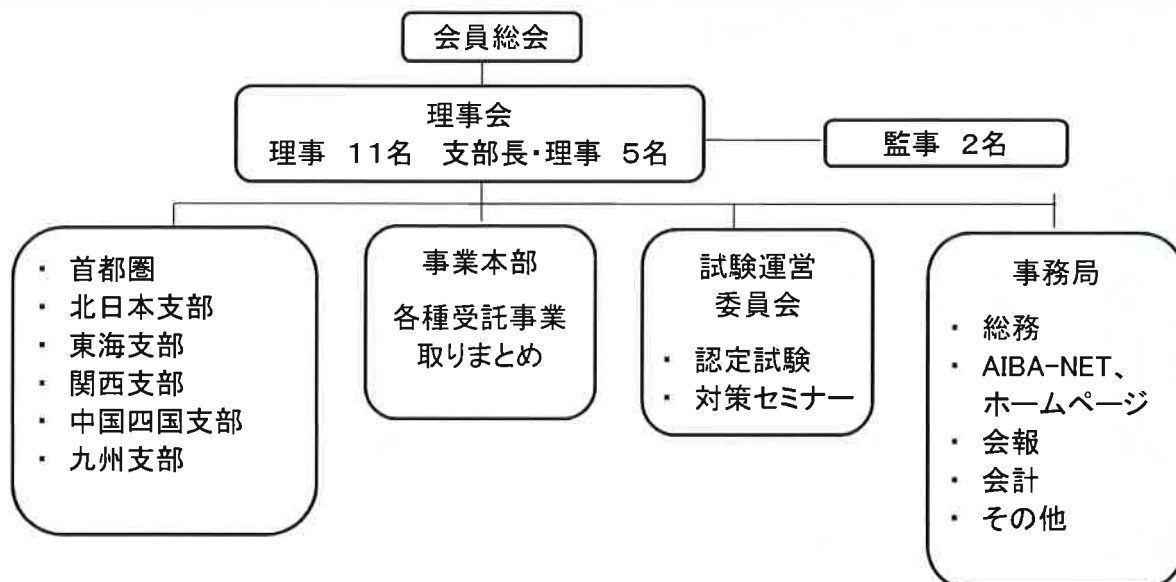 会員総会
理事会
理事 11名 支部長・理事 5名
監事 2名
・ 首都圏
・ 北日本支部
・ 東海支部
・ 関西支部
・ 中国四国支部
・ 九州支部
事業本部
各種受託事業
取りまとめ
試験運営
委員会
・ 認定試験
・ 対策セミナー
事務局
・ 総務
・ AIBA-NET、
ホームページ
・ 会報
・ 会計
・ その他